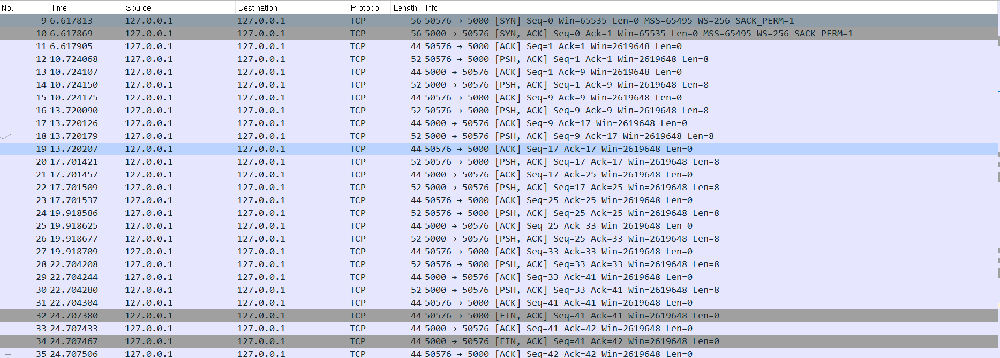 No. Time Source Destination Protocol Length Info
9 6.617813 127.0.0.1 127.0.0.1 TCP 56 50576 → 5000 [SYN] Seq=0 Win=65535 Len=0 MSS=65495 WS=256 SACK_PERM=1
10 6.617869 127.0.0.1 127.0.0.1 TCP 56 5000 → 50576 [SYN, ACK] Seq=0 Ack=1 Win=65535 Len=0 MSS=65495 WS=256 SACK_PERM=1
11 6.617905 127.0.0.1 127.0.0.1 TCP 44 50576 → 5000 [ACK] Seq=1 Ack=1 Win=2619648 Len=0
12 10.724068 127.0.0.1 127.0.0.1 TCP 52 50576 → 5000 [PSH, ACK] Seq=1 Ack=1 Win=2619648 Len=8
13 10.724107 127.0.0.1 127.0.0.1 TCP 44 5000 → 50576 [ACK] Seq=1 Ack=9 Win=2619648 Len=0
14 10.724150 127.0.0.1 127.0.0.1 TCP 52 5000 → 50576 [PSH, ACK] Seq=1 Ack=9 Win=2619648 Len=8
15 10.724175 127.0.0.1 127.0.0.1 TCP 44 50576 → 5000 [ACK] Seq=9 Ack=9 Win=2619648 Len=0
16 13.720090 127.0.0.1 127.0.0.1 TCP 52 50576 → 5000 [PSH, ACK] Seq=9 Ack=9 Win=2619648 Len=8
17 13.720126 127.0.0.1 127.0.0.1 TCP 44 5000 → 50576 [ACK] Seq=9 Ack=17 Win=2619648 Len=0
18 13.720179 127.0.0.1 127.0.0.1 TCP 52 5000 → 50576 [PSH, ACK] Seq=9 Ack=17 Win=2619648 Len=8
19 13.720207 127.0.0.1 127.0.0.1 TCP 44 50576 → 5000 [ACK] Seq=17 Ack=17 Win=2619648 Len=0
20 17.701421 127.0.0.1 127.0.0.1 TCP 52 50576 → 5000 [PSH, ACK] Seq=17 Ack=17 Win=2619648 Len=8
21 17.701457 127.0.0.1 127.0.0.1 TCP 44 5000 → 50576 [ACK] Seq=17 Ack=25 Win=2619648 Len=0
22 17.701509 127.0.0.1 127.0.0.1 TCP 52 5000 → 50576 [PSH, ACK] Seq=17 Ack=25 Win=2619648 Len=8
23 17.701537 127.0.0.1 127.0.0.1 TCP 44 50576 → 5000 [ACK] Seq=25 Ack=25 Win=2619648 Len=0
24 19.918586 127.0.0.1 127.0.0.1 TCP 52 50576 → 5000 [PSH, ACK] Seq=25 Ack=25 Win=2619648 Len=8
25 19.918625 127.0.0.1 127.0.0.1 TCP 44 5000 → 50576 [ACK] Seq=25 Ack=33 Win=2619648 Len=0
26 19.918677 127.0.0.1 127.0.0.1 TCP 52 5000 → 50576 [PSH, ACK] Seq=25 Ack=33 Win=2619648 Len=8
27 19.918709 127.0.0.1 127.0.0.1 TCP 44 50576 → 5000 [ACK] Seq=33 Ack=33 Win=2619648 Len=0
28 22.704208 127.0.0.1 127.0.0.1 TCP 52 50576 → 5000 [PSH, ACK] Seq=33 Ack=33 Win=2619648 Len=8
29 22.704244 127.0.0.1 127.0.0.1 TCP 44 5000 → 50576 [ACK] Seq=33 Ack=41 Win=2619648 Len=0
30 22.704280 127.0.0.1 127.0.0.1 TCP 52 5000 → 50576 [PSH, ACK] Seq=33 Ack=41 Win=2619648 Len=8
31 22.704304 127.0.0.1 127.0.0.1 TCP 44 50576 → 5000 [ACK] Seq=41 Ack=41 Win=2619648 Len=0
32 24.707380 127.0.0.1 127.0.0.1 TCP 44 50576 → 5000 [FIN, ACK] Seq=41 Ack=41 Win=2619648 Len=0
33 24.707433 127.0.0.1 127.0.0.1 TCP 44 5000 → 50576 [ACK] Seq=41 Ack=42 Win=2619648 Len=0
34 24.707467 127.0.0.1 127.0.0.1 TCP 44 5000 → 50576 [FIN, ACK] Seq=41 Ack=42 Win=2619648 Len=0
35 24.707506 127.0.0.1 127.0.0.1 TCP 44 50576 → 5000 [ACK] Seq=42 Ack=42 Win=2619648 Len=0